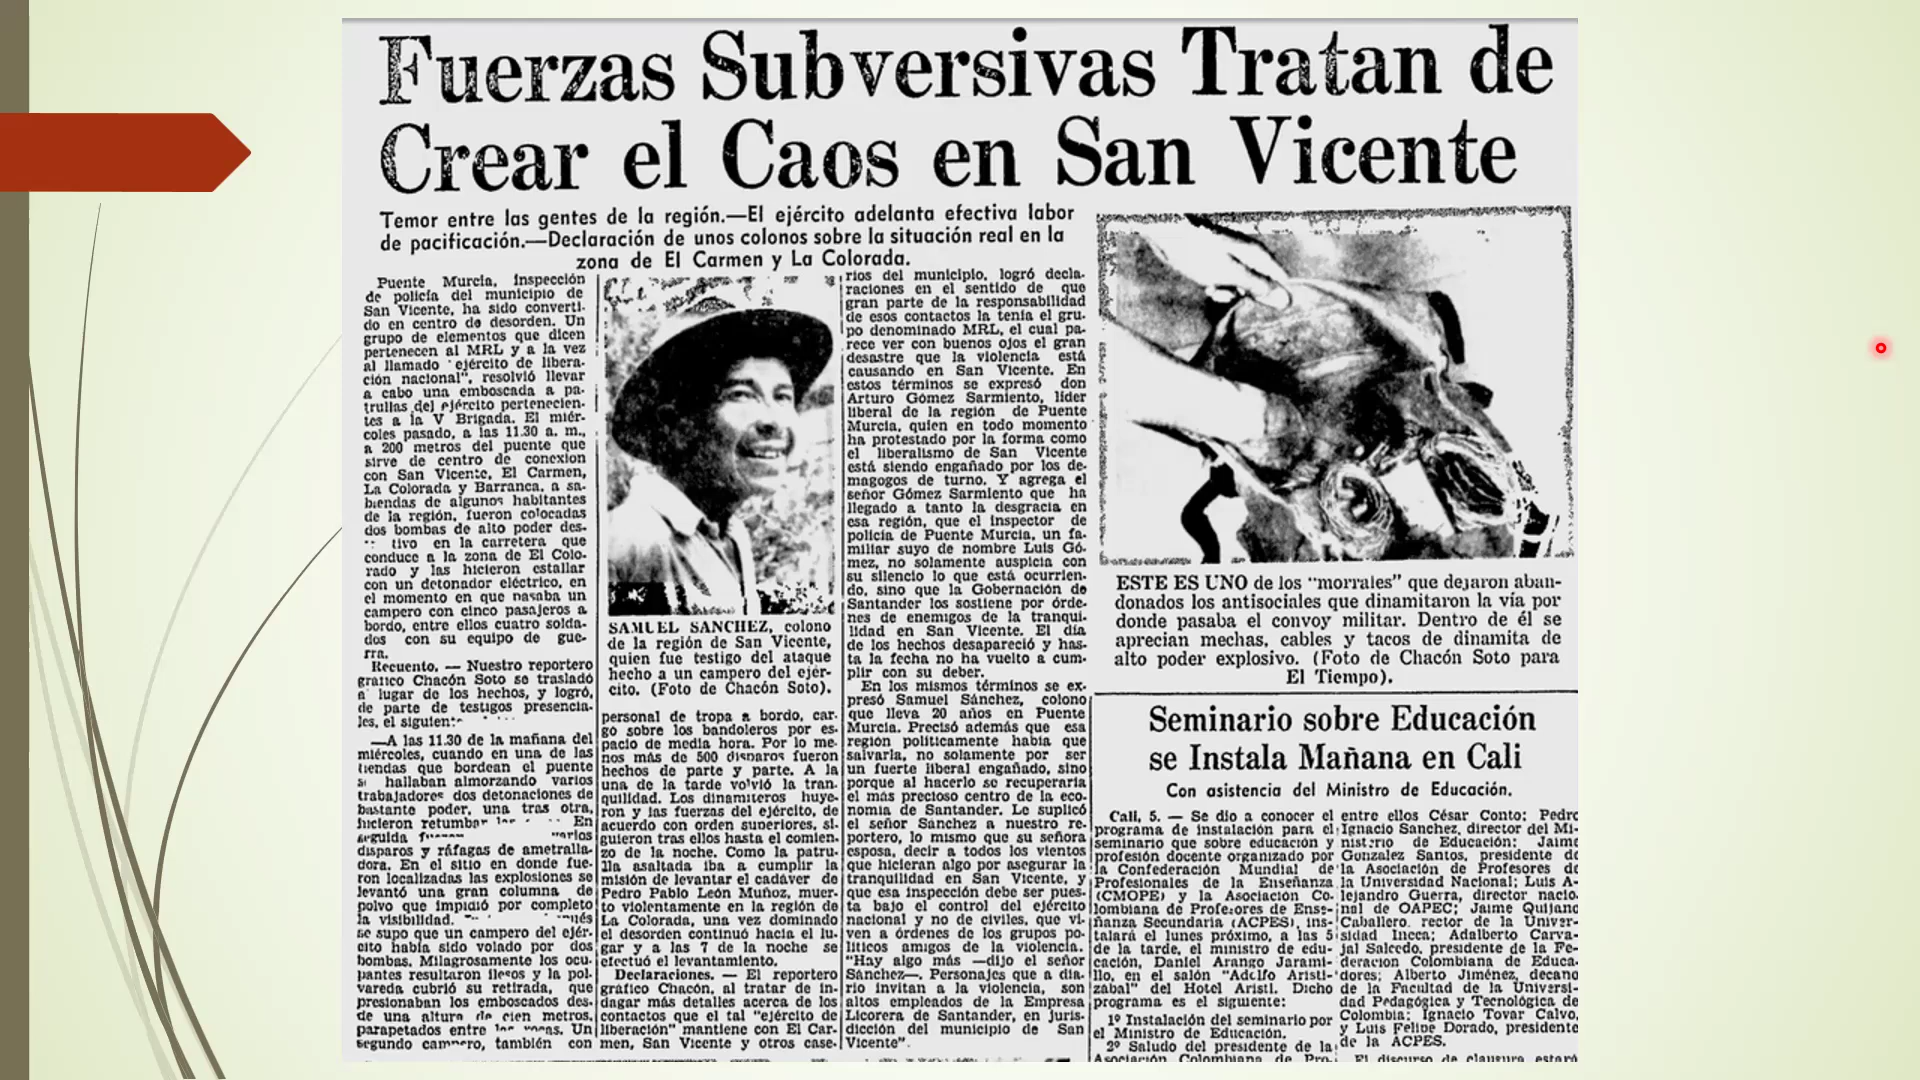 Fuerzas Subversivas Tratan de
Crear el Caos en San Vicente
Temor entre las gentes de la región.—El ejército adelanta efectiva labor
de pacificación.—Declaración de unos colonos sobre la situación real en la
zona de El Carmen y La Colorada.
Puente Murcia, inspección
de policía del municipio de
San Vicente, ha sido converti-
do en centro de desorden. Un
grupo de elementos que dicen
pertenecen al MRL y a la vez
al llamado "ejército de libera-
ción nacional", resolvió llevar
a cabo una emboscada a pa-
trullas del ejército pertenecien-
tes a la V Brigada. El miér-
coles pasado, a las 11.30 a. m.,
a 200 metros del puente que
sirve de centro de conexion
con San Vicente, El Carmen,
La Colorada y Barranca, a sa-
biendas de algunos habitantes
de la región, fueron colocadas
dos bombas de alto poder des-
tivo en la carretera que
conduce a la zona de El Colo-
rado y las hicieron estallar
con un detonador eléctrico, en
el momento en que pasaba un
campero con cinco pasajeros a
bordo, entre ellos cuatro solda-
dos con su equipo de gue-
rra.
Recuento. — Nuestro reportero
gráfico Chacón Soto se trasladó
a lugar de los hechos, y logró,
de parte de testigos presencia-
les, el siguiente
—A las 11.30 de la mañana del
miércoles, cuando en una de las
tiendas que bordean el puente
se hallaban almorzando varios
trabajadores dos detonaciones de
bastante poder, una tras otra,
hicieron retumbar En
seguida varios
disparos y ráfagas de ametralla-
dora. En el sitio en donde fue-
ron localizadas las explosiones se
levantó una gran columna de
polvo que impidió por completo
la visibilidad.
se supo que un campero del ejér-
cito había sido volado por dos
bombas. Milagrosamente los ocu-
pantes resultaron ilesos y la pol-
vareda cubrió su retirada, que
presionaban los emboscados des-
de una altura de cien metros,
parapetados entre Un
segundo campero, también con
SAMUEL SANCHEZ, colono
de la región de San Vicente,
quien fue testigo del ataque
hecho a un campero del ejér-
cito. (Foto de Chacón Soto).
personal de tropa a bordo, car-
go sobre los bandoleros por es-
pacio de media hora. Por lo me-
nos más de 500 disparos fueron
hechos de parte y parte. A la
una de la tarde volvió la tran-
quilidad. Los dinamiteros huye-
ron y las fuerzas del ejército, de
acuerdo con orden superiores, si-
guieron tras ellos hasta el comien-
zo de la noche. Como la patru-
lla asaltada iba a cumplir la
misión de levantar el cadáver de
Pedro Pablo León Muñoz, muer-
to violentamente en la región de
La Colorada, una vez dominado
el desorden continuó hacia el lu-
gar y a las 7 de la noche se
efectuó el levantamiento.
Declaraciones. — El reportero
gráfico Chacón, al tratar de in-
dagar más detalles acerca de los
contactos que el tal "ejército de
liberación" mantiene con El Car-
men, San Vicente y otros case-
rios del municipio, logró decla-
raciones en el sentido de que
gran parte de la responsabilidad
de esos contactos la tenía el gru-
po denominado MRL, el cual pa-
rece ver con buenos ojos el gran
desastre que la violencia está
causando en San Vicente. En
estos términos se expresó don
Arturo Gómez Sarmiento, líder
liberal de la región de Puente
Murcia, quien en todo momento
ha protestado por la forma como
el liberalismo de San Vicente
está siendo engañado por los de-
magogos de turno. Y agrega el
señor Gómez Sarmiento que ha
llegado a tanto la desgracia en
esa región, que el inspector de
policía de Puente Murcia, un fa-
miliar suyo de nombre Luis Gó-
mez, no solamente auspicia con
su silencio lo que está ocurrien-
do, sino que la Gobernación de
Santander los sostiene por órde-
nes de enemigos de la tranqui-
lidad en San Vicente. El día
de los hechos desapareció y has-
ta la fecha no ha vuelto a cum-
plir con su deber.
En los mismos términos se ex-
presó Samuel Sánchez, colono
que lleva 20 años en Puente
Murcia. Precisó además que esa
región políticamente había que
salvarla, no solamente por ser
un fuerte liberal engañado, sino
porque al hacerlo se recuperaría
el más precioso centro de la eco-
nomia de Santander. Le suplicó
el señor Sánchez a nuestro re-
portero, lo mismo que su señora
esposa, decir a todos los vientos
que hicieran algo por asegurar la
tranquilidad en San Vicente, y
que esa inspección debe ser pues-
ta bajo el control del ejército
nacional y no de civiles, que vi-
ven a órdenes de los grupos po-
líticos amigos de la violencia.
"Hay algo más —dijo el señor
Sánchez—. Personajes que a dia-
rio invitan a la violencia, son
altos empleados de la Empresa
Licorera de Santander, en juris-
dicción del municipio de San
Vicente".
ESTE ES UNO de los "morrales" que dejaron aban-
donados los antisociales que dinamitaron la vía por
donde pasaba el convoy militar. Dentro de él se
aprecian mechas, cables y tacos de dinamita de
alto poder explosivo. (Foto de Chacón Soto para
El Tiempo).
Seminario sobre Educación
se Instala Mañana en Cali
Con asistencia del Ministro de Educación.
Cali, 5. — Se dio a conocer el
programa de instalación para el
seminario que sobre educación y
profesión docente organizado por
la Confederación Mundial de
Profesionales de la Enseñanza
(CMOPE) y la Asociación Co-
lombiana de Profesores de Ense-
ñanza Secundaria (ACPES), ins-
talará el lunes próximo, a las 5
de la tarde, el ministro de edu-
cación, Daniel Arango Jarami-
llo, en el salón "Adolfo Aristi-
zábal" del Hotel Aristi. Dicho
programa es el siguiente:
1º Instalación del seminario por
el Ministro de Educación.
2º Saludo del presidente de la
Asociación Colombiana de Pro-
entre ellos César Conto; Pedro
Ignacio Sanchez, director del Mi-
nisterio de Educación; Jaime
Gonzalez Santos, presidente de
la Asociación de Profesores de
la Universidad Nacional; Luis A-
lejandro Guerra, director nacio-
nal de OAPEC; Jaime Quijano
Caballero, rector de la Univer-
sidad Incca; Adalberto Carva-
jal Salcedo, presidente de la Fe-
deracion Colombiana de Educa-
dores; Alberto Jiménez, decano
de la Facultad de la Universi-
dad Pedagógica y Tecnológica de
Colombia; Ignacio Tovar Calvo,
y Luis Felipe Dorado, presidente
de la ACPES.
El discurso de clausura estará